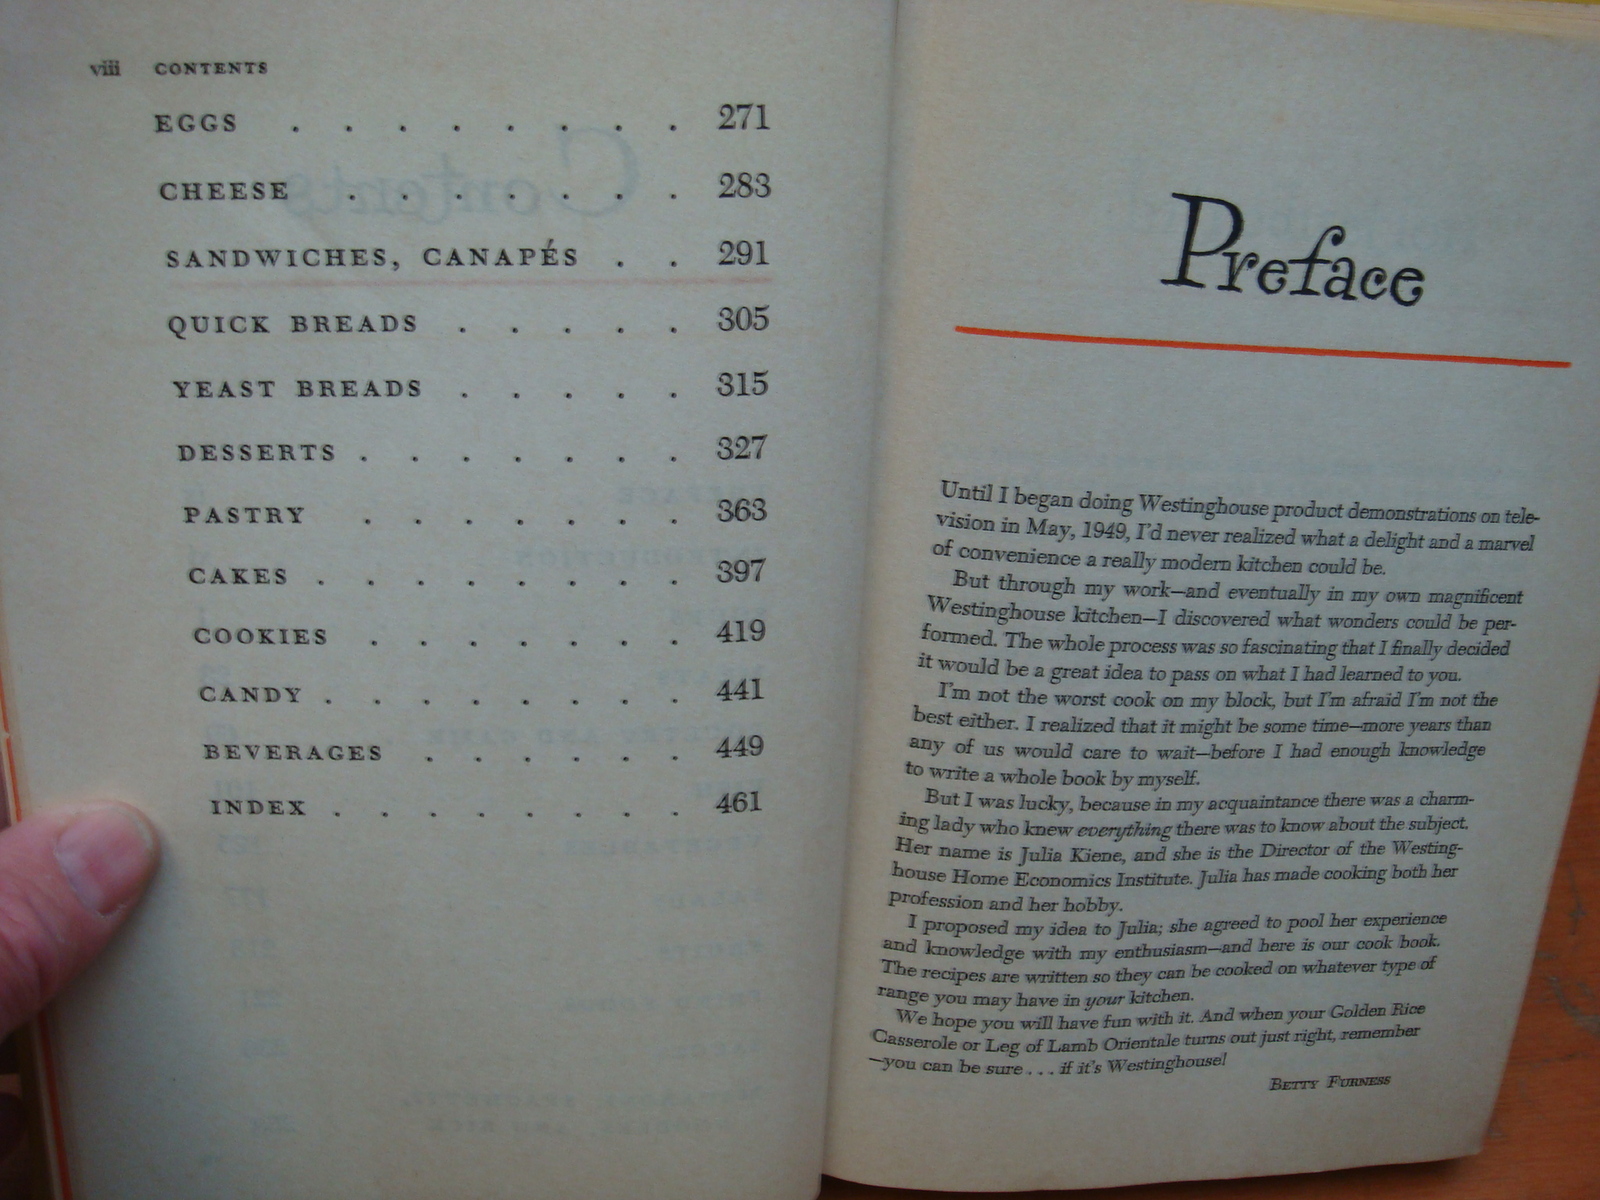 viii CONTENTS
EGGS . . . . . . . . 271
CHEESE . . . . . . . 283
SANDWICHES, CANAPÉS . . 291
QUICK BREADS . . . . . 305
YEAST BREADS . . . . . 315
DESSERTS . . . . . . . 327
PASTRY . . . . . . . 363
CAKES . . . . . . . . 397
COOKIES . . . . . . . 419
CANDY . . . . . . . . 441
BEVERAGES . . . . . . 449
INDEX . . . . . . . . 461
Preface
Until I began doing Westinghouse product demonstrations on tele-
vision in May, 1949, I'd never realized what a delight and a marvel
of convenience a really modern kitchen could be.
But through my work—and eventually in my own magnificent
Westinghouse kitchen—I discovered what wonders could be per-
formed. The whole process was so fascinating that I finally decided
it would be a great idea to pass on what I had learned to you.
I'm not the worst cook on my block, but I'm afraid I'm not the
best either. I realized that it might be some time—more years than
any of us would care to wait—before I had enough knowledge
to write a whole book by myself.
But I was lucky, because in my acquaintance there was a charm-
ing lady who knew everything there was to know about the subject.
Her name is Julia Kiene, and she is the Director of the Westing-
house Home Economics Institute. Julia has made cooking both her
profession and her hobby.
I proposed my idea to Julia; she agreed to pool her experience
and knowledge with my enthusiasm—and here is our cook book.
The recipes are written so they can be cooked on whatever type of
range you may have in your kitchen.
We hope you will have fun with it. And when your Golden Rice
Casserole or Leg of Lamb Orientale turns out just right, remember
—you can be sure . . . if it's Westinghouse!
BETTY FURNESS